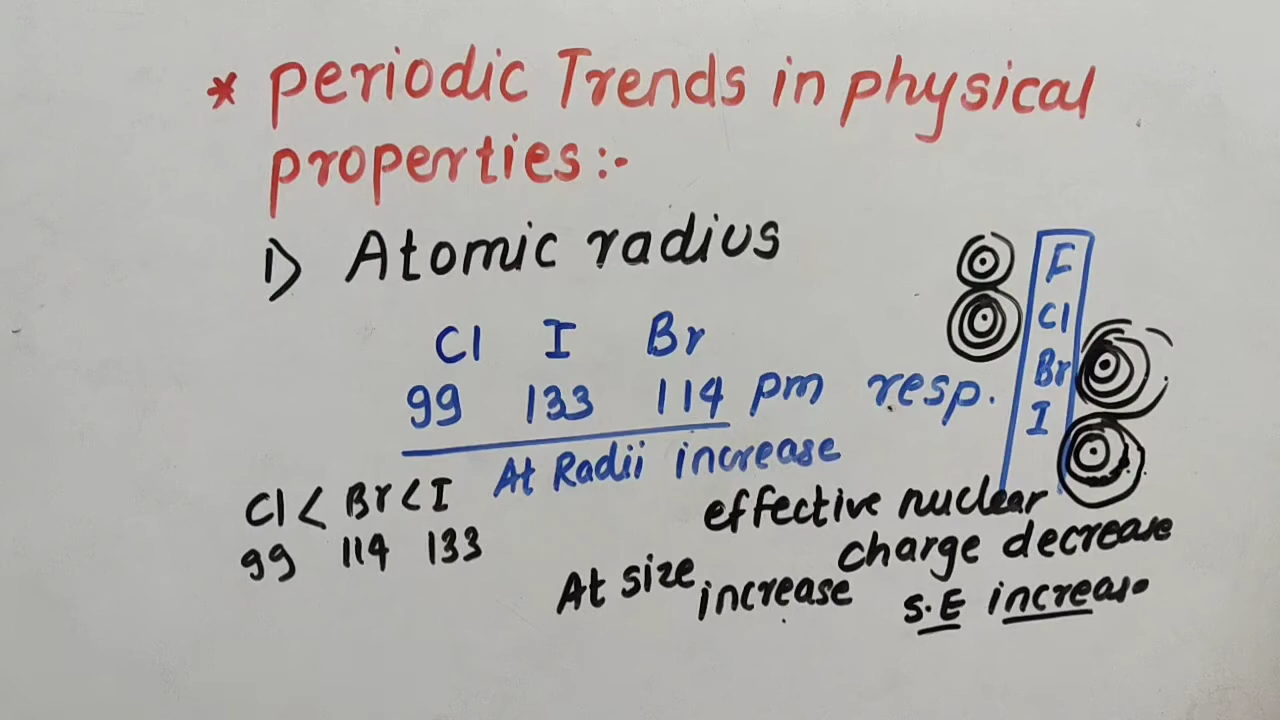 * Periodic Trends in physical
properties:-
1) Atomic radius
Cl I Br
99 133 114 pm resp.
At Radii increase
Cl < Br < I
99 114 133
F
Cl
Br
I
effective nuclear
charge decrease
At size increase
S.E increase